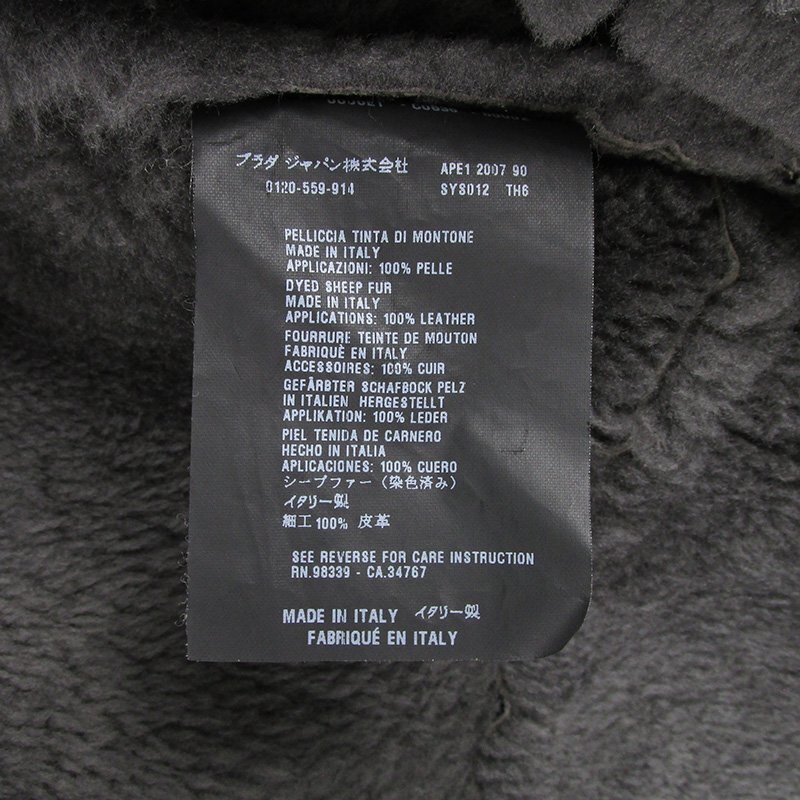 プラダ ジャパン株式会社 APE1 2007 90
0120-559-914 SYS012 TH6
PELLICCIA TINTA DI MONTONE
MADE IN ITALY
APPLICAZIONI: 100% PELLE
DYED SHEEP FUR
MADE IN ITALY
APPLICATIONS: 100% LEATHER
FOURRURE TEINTE DE MOUTON
FABRIQUÈ EN ITALY
ACCESSOIRES: 100% CUIR
GEFÄRBTER SCHAFBOCK PELZ
IN ITALIEN HERGESTELLT
APPLIKATION: 100% LEDER
PIEL TENIDA DE CARNERO
HECHO IN ITALIA
APLICACIONES: 100% CUERO
シープファー (染色済み)
イタリー製
細工100% 皮革
SEE REVERSE FOR CARE INSTRUCTION
RN.98339 - CA.34767
MADE IN ITALY イタリー製
FABRIQUÉ EN ITALY